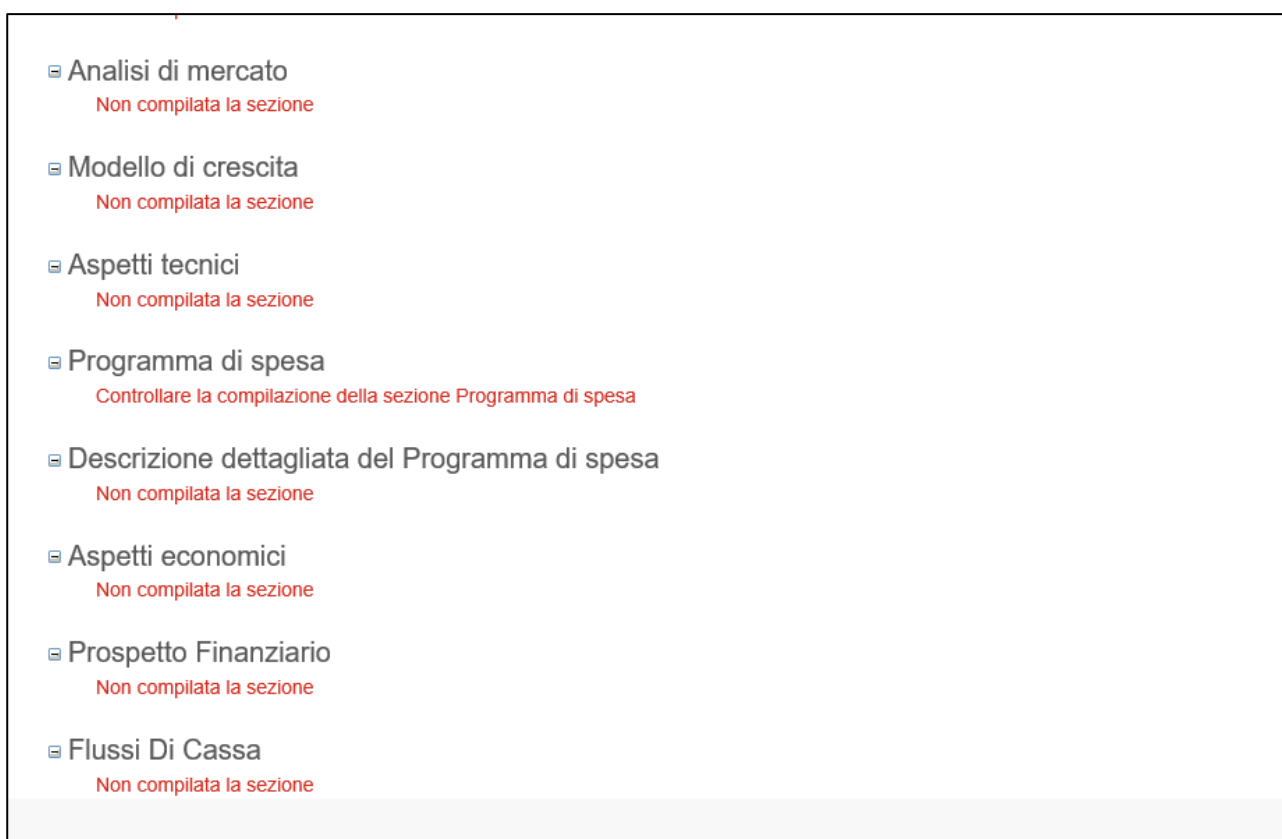 Analisi di mercato
Non compilata la sezione
Modello di crescita
Non compilata la sezione
Aspetti tecnici
Non compilata la sezione
Programma di spesa
Controllare la compilazione della sezione Programma di spesa
Descrizione dettagliata del Programma di spesa
Non compilata la sezione
Aspetti economici
Non compilata la sezione
Prospetto Finanziario
Non compilata la sezione
Flussi Di Cassa
Non compilata la sezione